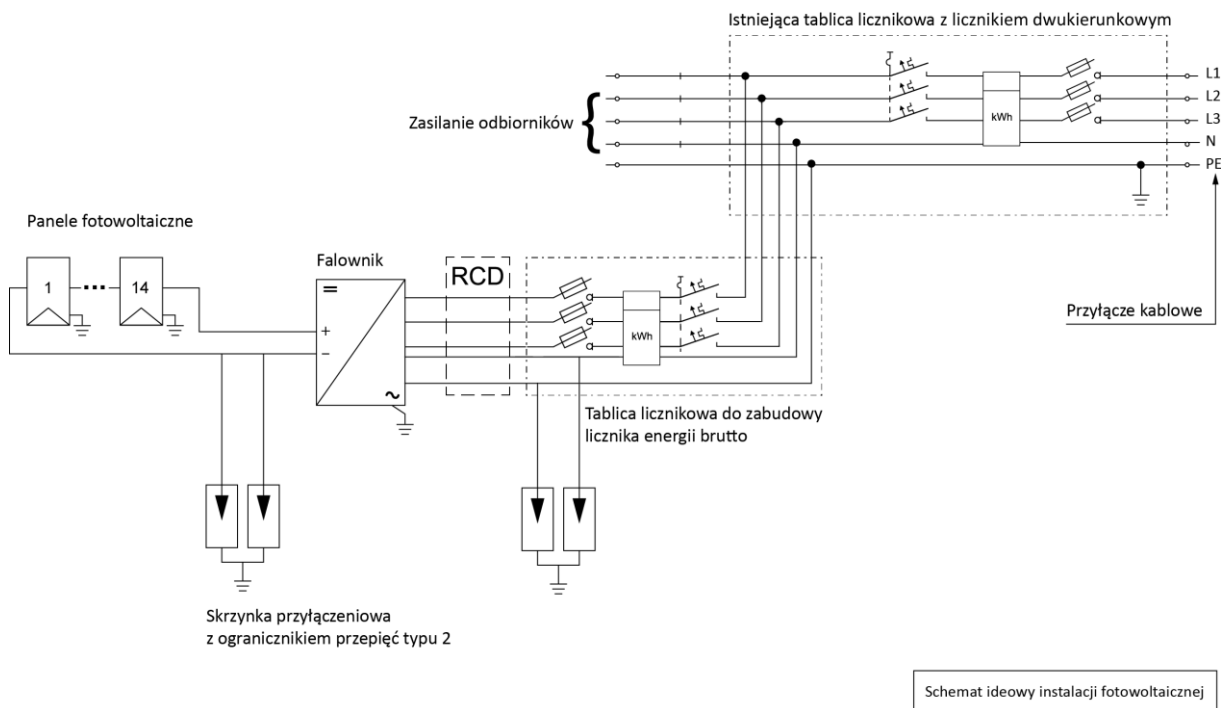 Istniejąca tablica licznikowa z licznikiem dwukierunkowym
L1
L2
L3
N
PE
kWh
Zasilanie odbiorników
Przyłącze kablowe
Panele fotowoltaiczne
1
14
Falownik
+
−
RCD
kWh
Tablica licznikowa do zabudowy
licznika energii brutto
Skrzynka przyłączeniowa
z ogranicznikiem przepięć typu 2
Schemat ideowy instalacji fotowoltaicznej